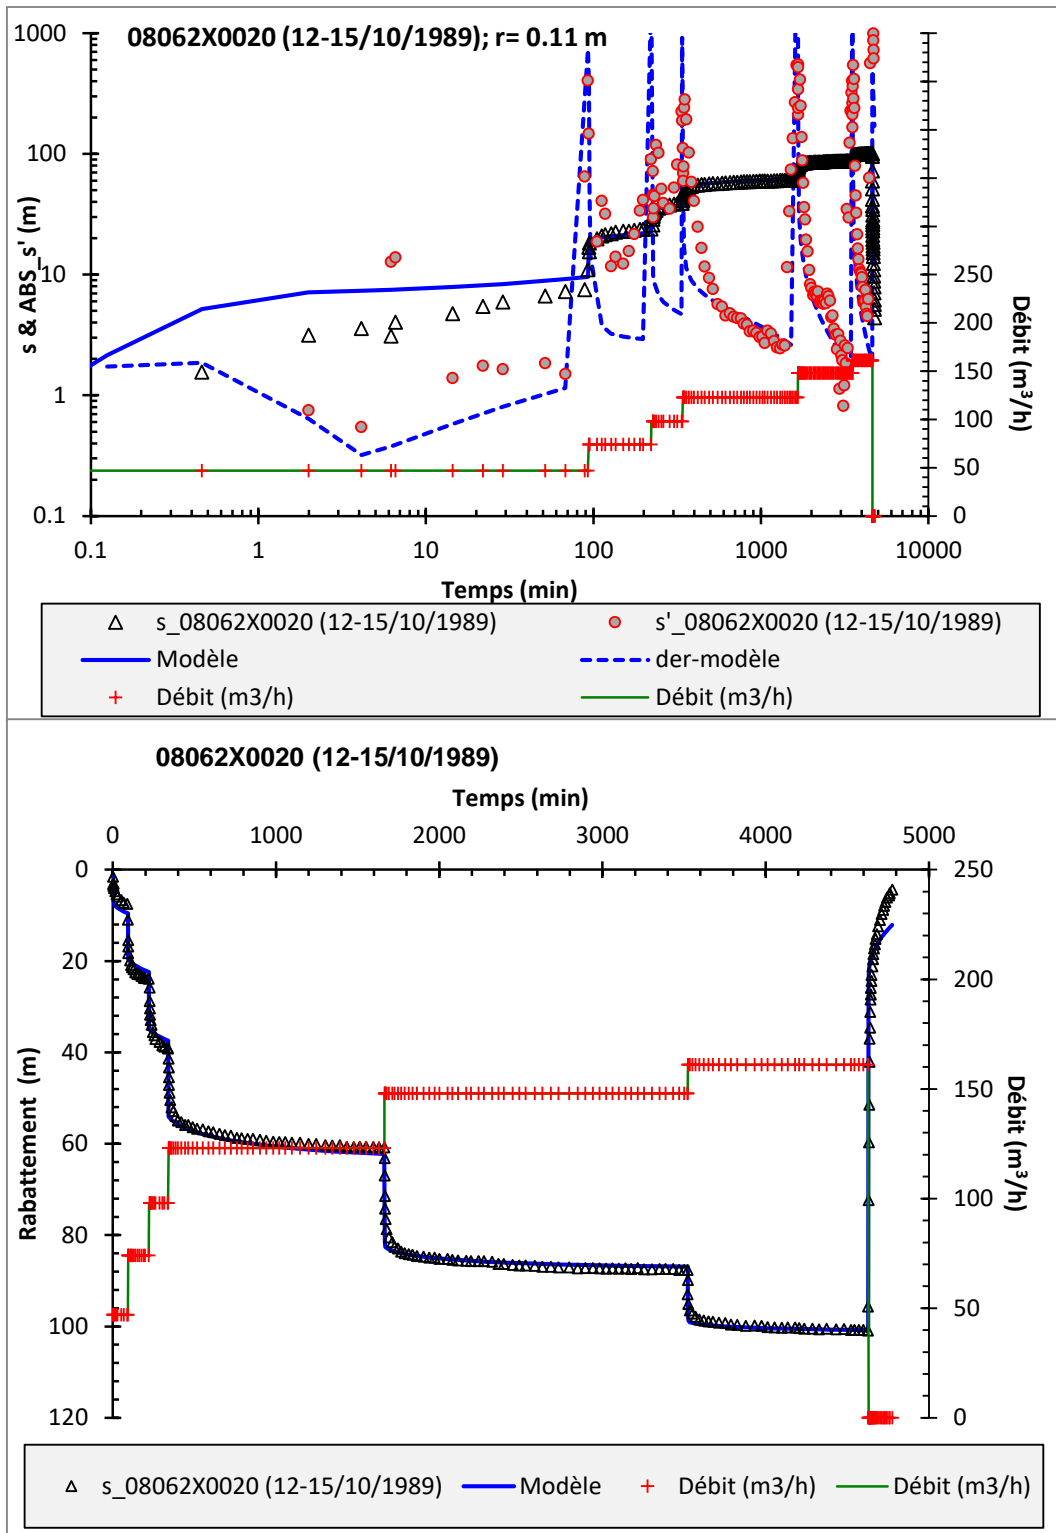 08062X0020 (12-15/10/1989); r= 0.11 m
1000
100
10
1
0.1
s & ABS_s' (m)
250
200
150
100
50
0
Débit (m³/h)
0.1 1 10 100 1000 10000
Temps (min)
s_08062X0020 (12-15/10/1989) s'_08062X0020 (12-15/10/1989)
Modèle der-modèle
Débit (m3/h) Débit (m3/h)
08062X0020 (12-15/10/1989)
Temps (min)
0 1000 2000 3000 4000 5000
0
20
40
60
80
100
120
Rabattement (m)
250
200
150
100
50
0
Débit (m³/h)
s_08062X0020 (12-15/10/1989) Modèle Débit (m3/h) Débit (m3/h)